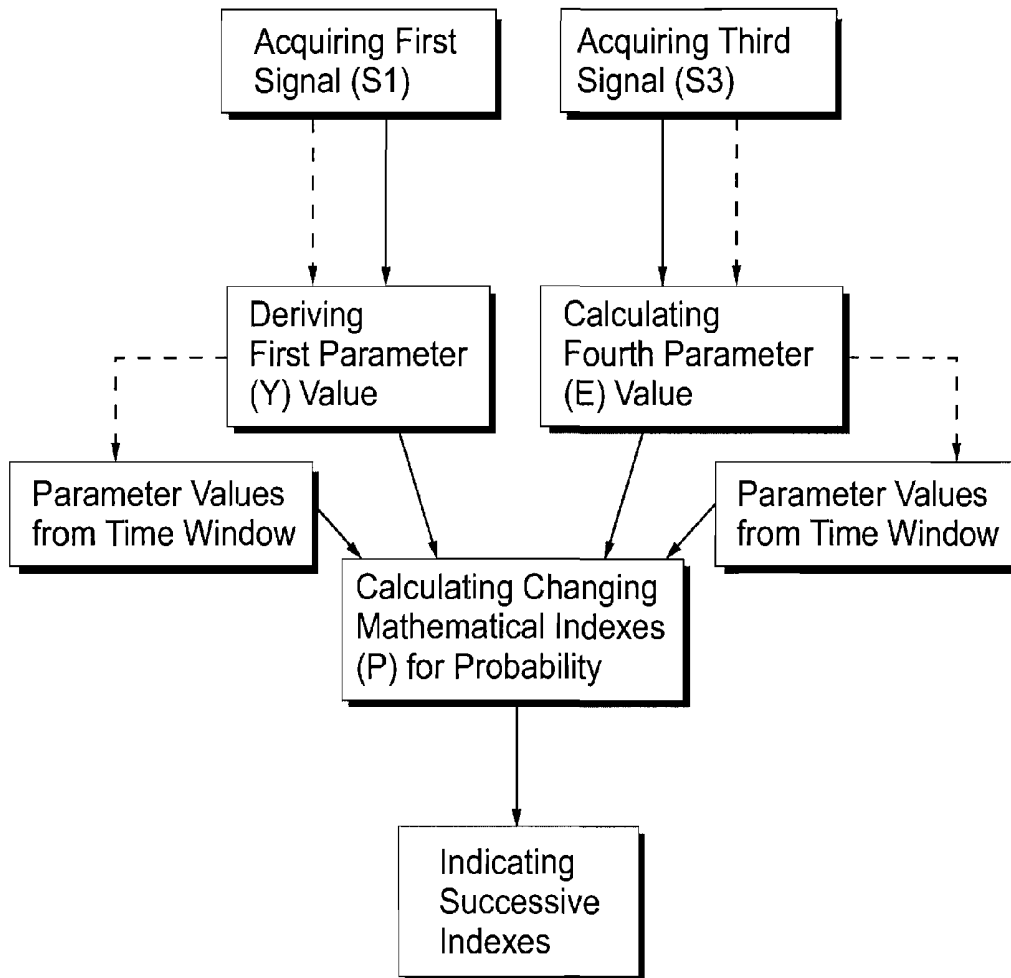 Acquiring First
Signal (S1)
Acquiring Third
Signal (S3)
Deriving
First Parameter
(Y) Value
Calculating
Fourth Parameter
(E) Value
Parameter Values
from Time Window
Parameter Values
from Time Window
Calculating Changing
Mathematical Indexes
(P) for Probability
Indicating
Successive
Indexes